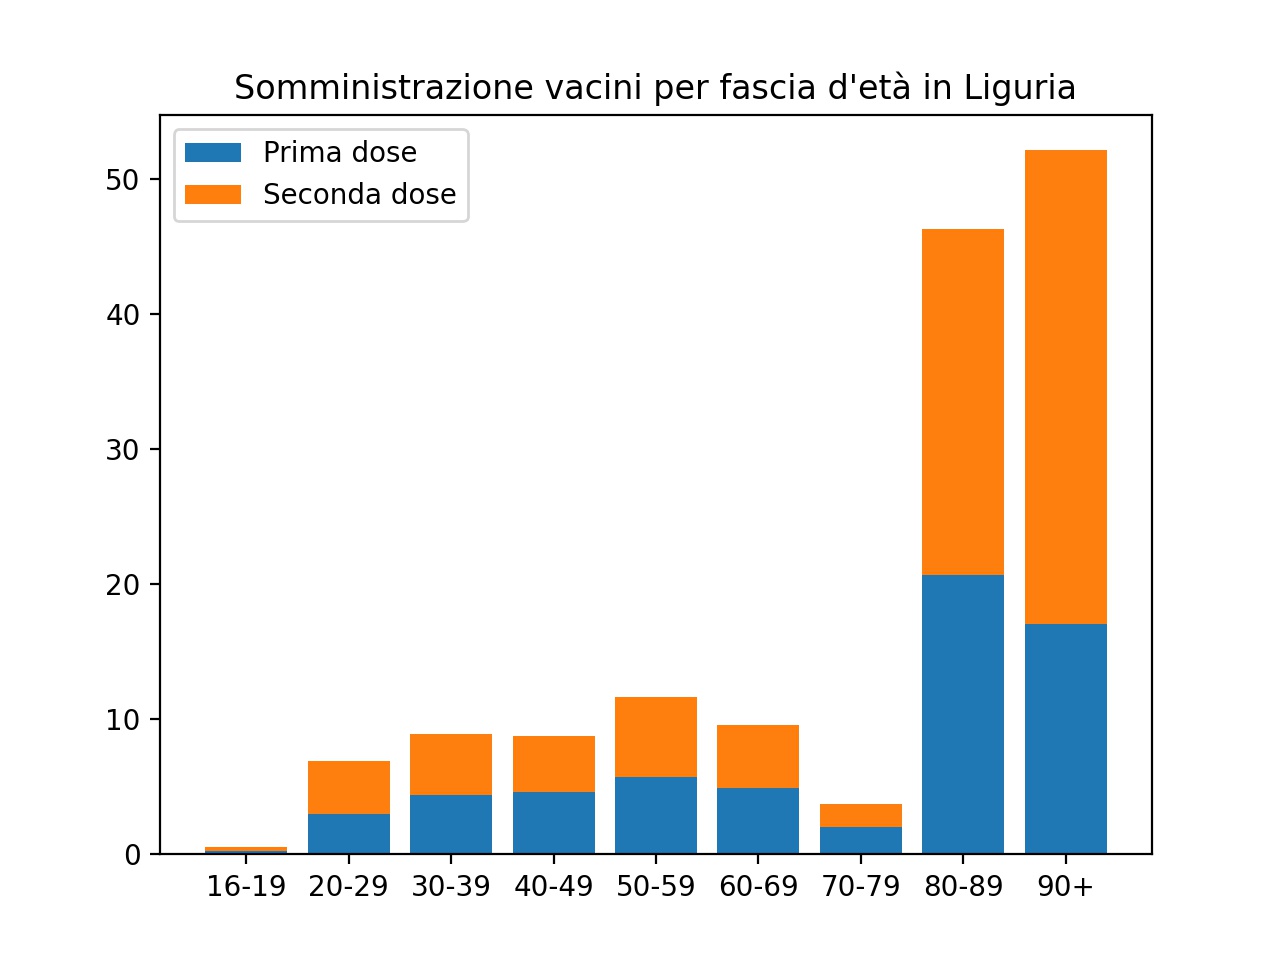 Somministrazione vacini per fascia d'età in Liguria
Prima dose
Seconda dose
50
40
30
20
10
0
16-19 20-29 30-39 40-49 50-59 60-69 70-79 80-89 90+